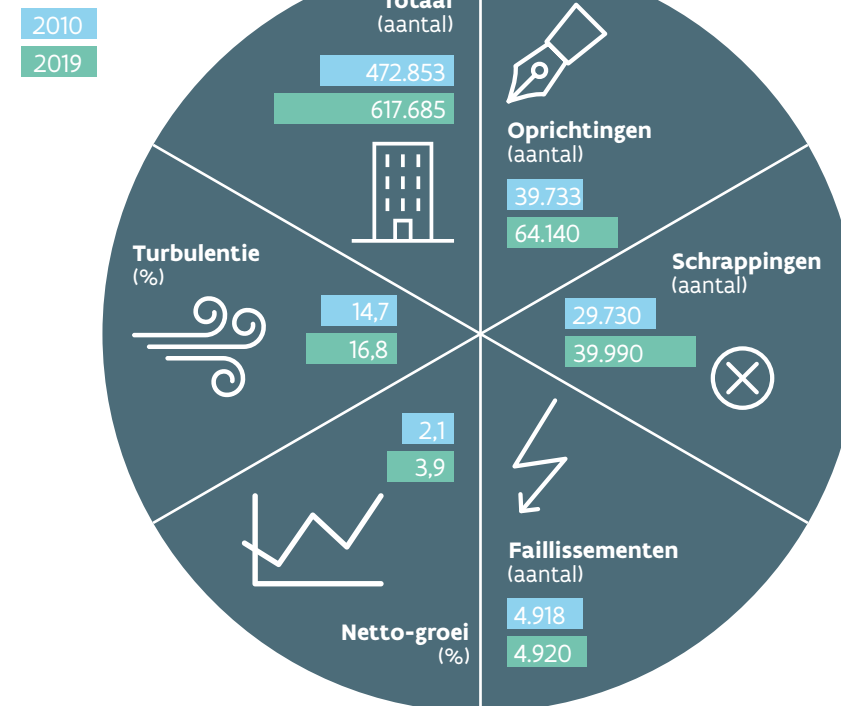 2010
2019
Totaal
(aantal)
472.853
617.685
Oprichtingen
(aantal)
39.733
64.140
Schrappingen
(aantal)
29.730
39.990
Turbulentie
(%)
14,7
16,8
2,1
3,9
Netto-groei
(%)
Faillissementen
(aantal)
4.918
4.920